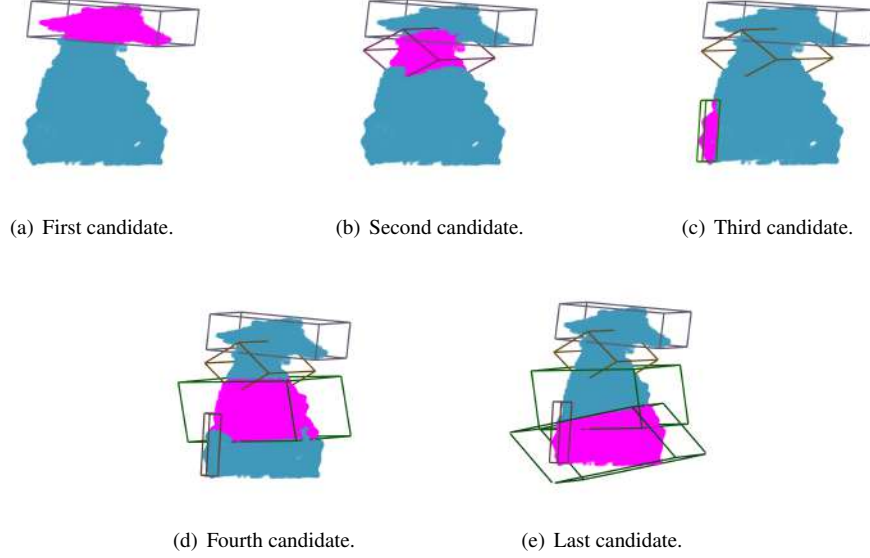 (a) First candidate.
(b) Second candidate.
(c) Third candidate.
(d) Fourth candidate.
(e) Last candidate.